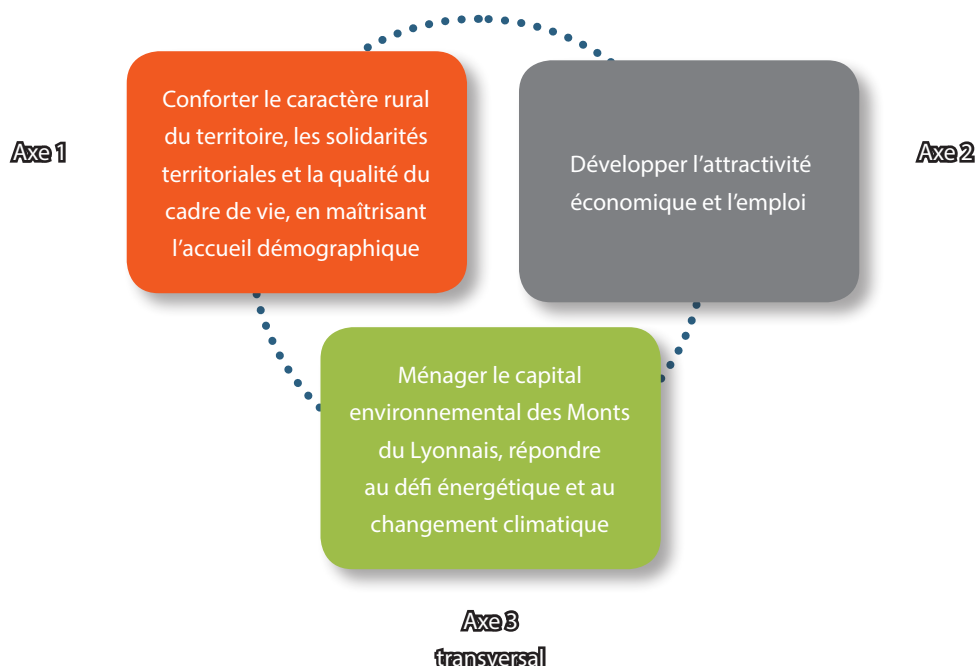 Axe 1
Conforter le caractère rural
du territoire, les solidarités
territoriales et la qualité du
cadre de vie, en maîtrisant
l’accueil démographique
Développer l’attractivité
économique et l’emploi
Axe 2
Ménager le capital
environnemental des Monts
du Lyonnais, répondre
au défi énergétique et au
changement climatique
Axe 3
transversal